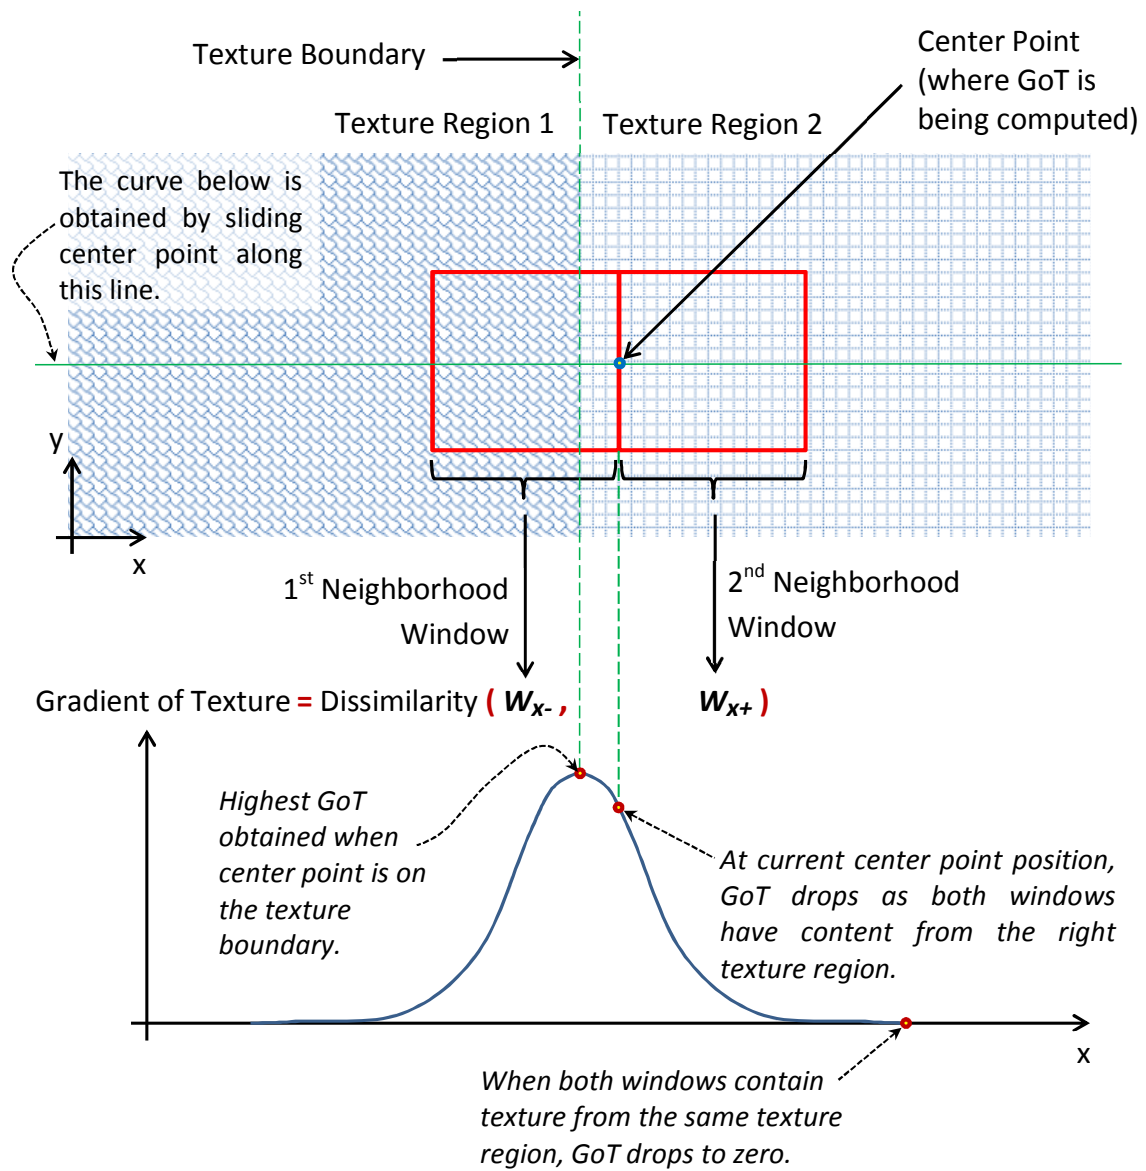 Texture Boundary
Center Point
(where GoT is
being computed)
Texture Region 1
Texture Region 2
The curve below is
obtained by sliding
center point along
this line.
y
x
1st Neighborhood
Window
2nd Neighborhood
Window
Gradient of Texture = Dissimilarity ( Wx- , Wx+ )
Highest GoT
obtained when
center point is on
the texture
boundary.
At current center point position,
GoT drops as both windows
have content from the right
texture region.
x
When both windows contain
texture from the same texture
region, GoT drops to zero.